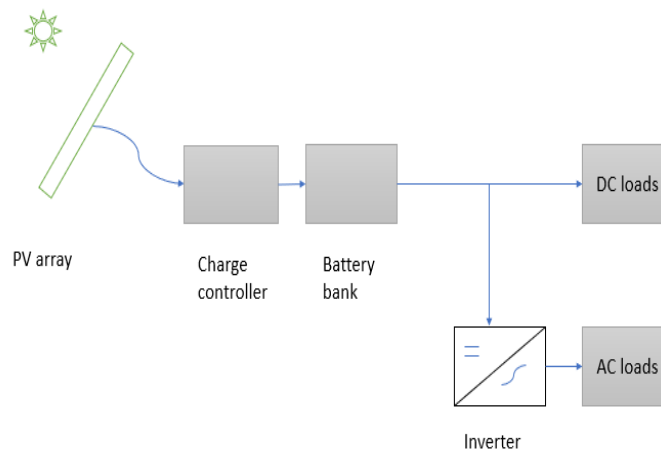 DC loads
PV array
Charge
controller
Battery
bank
AC loads
Inverter